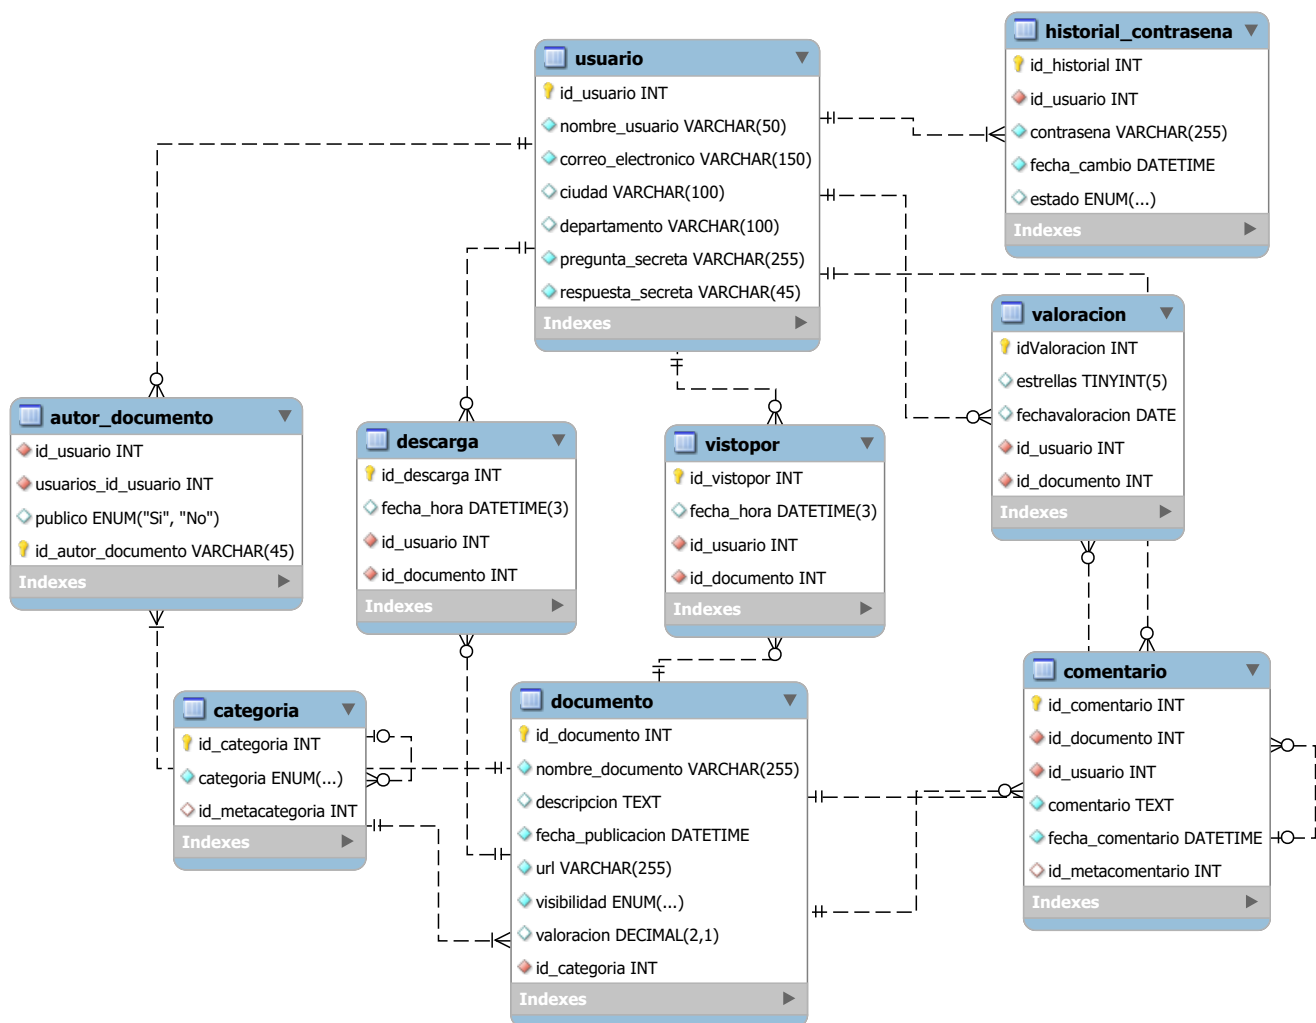 usuario
id_usuario INT
nombre_usuario VARCHAR(50)
correo_electronico VARCHAR(150)
ciudad VARCHAR(100)
departamento VARCHAR(100)
pregunta_secreta VARCHAR(255)
respuesta_secreta VARCHAR(45)
Indexes
historial_contrasena
id_historial INT
id_usuario INT
contrasena VARCHAR(255)
fecha_cambio DATETIME
estado ENUM(...)
Indexes
valoracion
idValoracion INT
estrellas TINYINT(5)
fechavaloracion DATE
id_usuario INT
id_documento INT
Indexes
autor_documento
id_usuario INT
usuarios_id_usuario INT
publico ENUM("Si", "No")
id_autor_documento VARCHAR(45)
Indexes
descarga
id_descarga INT
fecha_hora DATETIME(3)
id_usuario INT
id_documento INT
Indexes
vistopor
id_vistopor INT
fecha_hora DATETIME(3)
id_usuario INT
id_documento INT
Indexes
categoria
id_categoria INT
categoria ENUM(...)
id_metacategoria INT
Indexes
documento
id_documento INT
nombre_documento VARCHAR(255)
descripcion TEXT
fecha_publicacion DATETIME
url VARCHAR(255)
visibilidad ENUM(...)
valoracion DECIMAL(2,1)
id_categoria INT
Indexes
comentario
id_comentario INT
id_documento INT
id_usuario INT
comentario TEXT
fecha_comentario DATETIME
id_metacomentario INT
Indexes